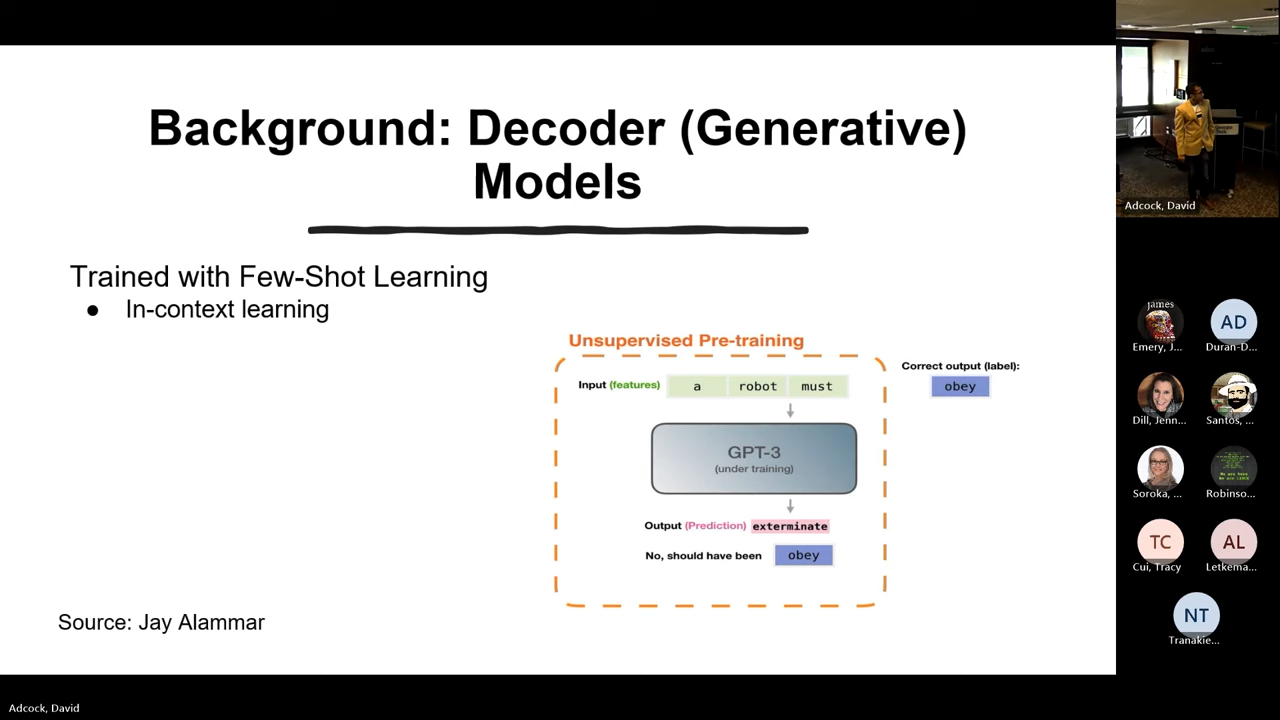 Background: Decoder (Generative)
Models
Trained with Few-Shot Learning
● In-context learning
Unsupervised Pre-training
Input (features) a robot must
Correct output (label):
obey
GPT-3
(under training)
Output (Prediction) exterminate
No, should have been obey
Source: Jay Alammar
Adcock, David
Adcock, David
James
Emery, J...
AD
Duran-D...
Dill, Jenn...
Santos, ...
Soroka, ...
Robinso...
TC
Cui, Tracy
AL
Letkema...
NT
Tranakie...